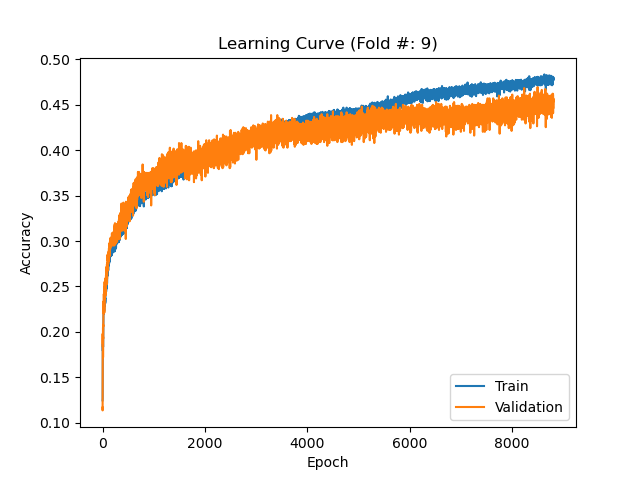 Learning Curve (Fold #: 9)
0.50
0.45
0.40
0.35
0.30
0.25
0.20
0.15
0.10
Accuracy
0 2000 4000 6000 8000
Epoch
Train
Validation